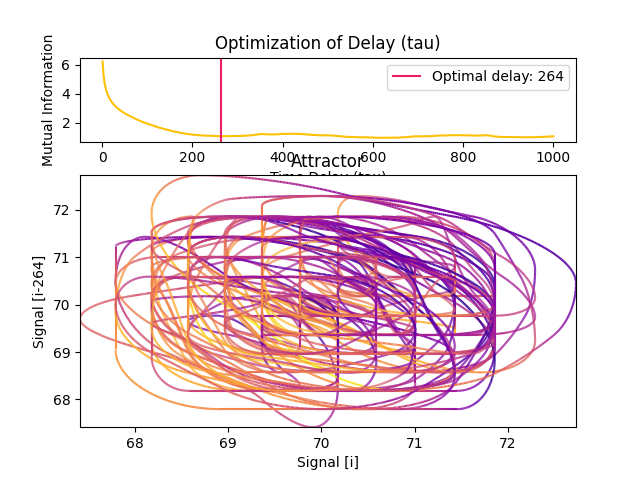 Optimization of Delay (tau)
Mutual Information
6
4
2
Optimal delay: 264
0 200 400 600 800 1000
Time Delay (tau)
Attractor
Signal [i-264]
72
71
70
69
68
68 69 70 71 72
Signal [i]